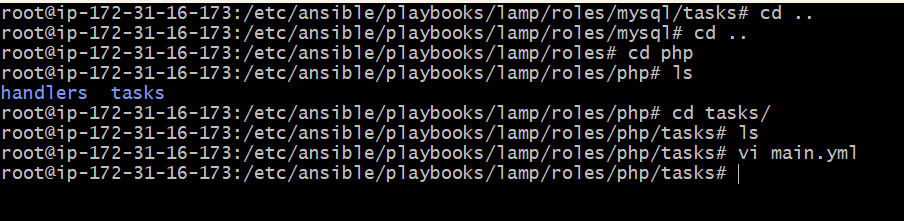 root@ip-172-31-16-173:/etc/ansible/playbooks/lamp/roles/mysql/tasks# cd ..
root@ip-172-31-16-173:/etc/ansible/playbooks/lamp/roles/mysql# cd ..
root@ip-172-31-16-173:/etc/ansible/playbooks/lamp/roles# cd php
root@ip-172-31-16-173:/etc/ansible/playbooks/lamp/roles/php# ls
handlers  tasks
root@ip-172-31-16-173:/etc/ansible/playbooks/lamp/roles/php# cd tasks/
root@ip-172-31-16-173:/etc/ansible/playbooks/lamp/roles/php/tasks# ls
root@ip-172-31-16-173:/etc/ansible/playbooks/lamp/roles/php/tasks# vi main.yml
root@ip-172-31-16-173:/etc/ansible/playbooks/lamp/roles/php/tasks#